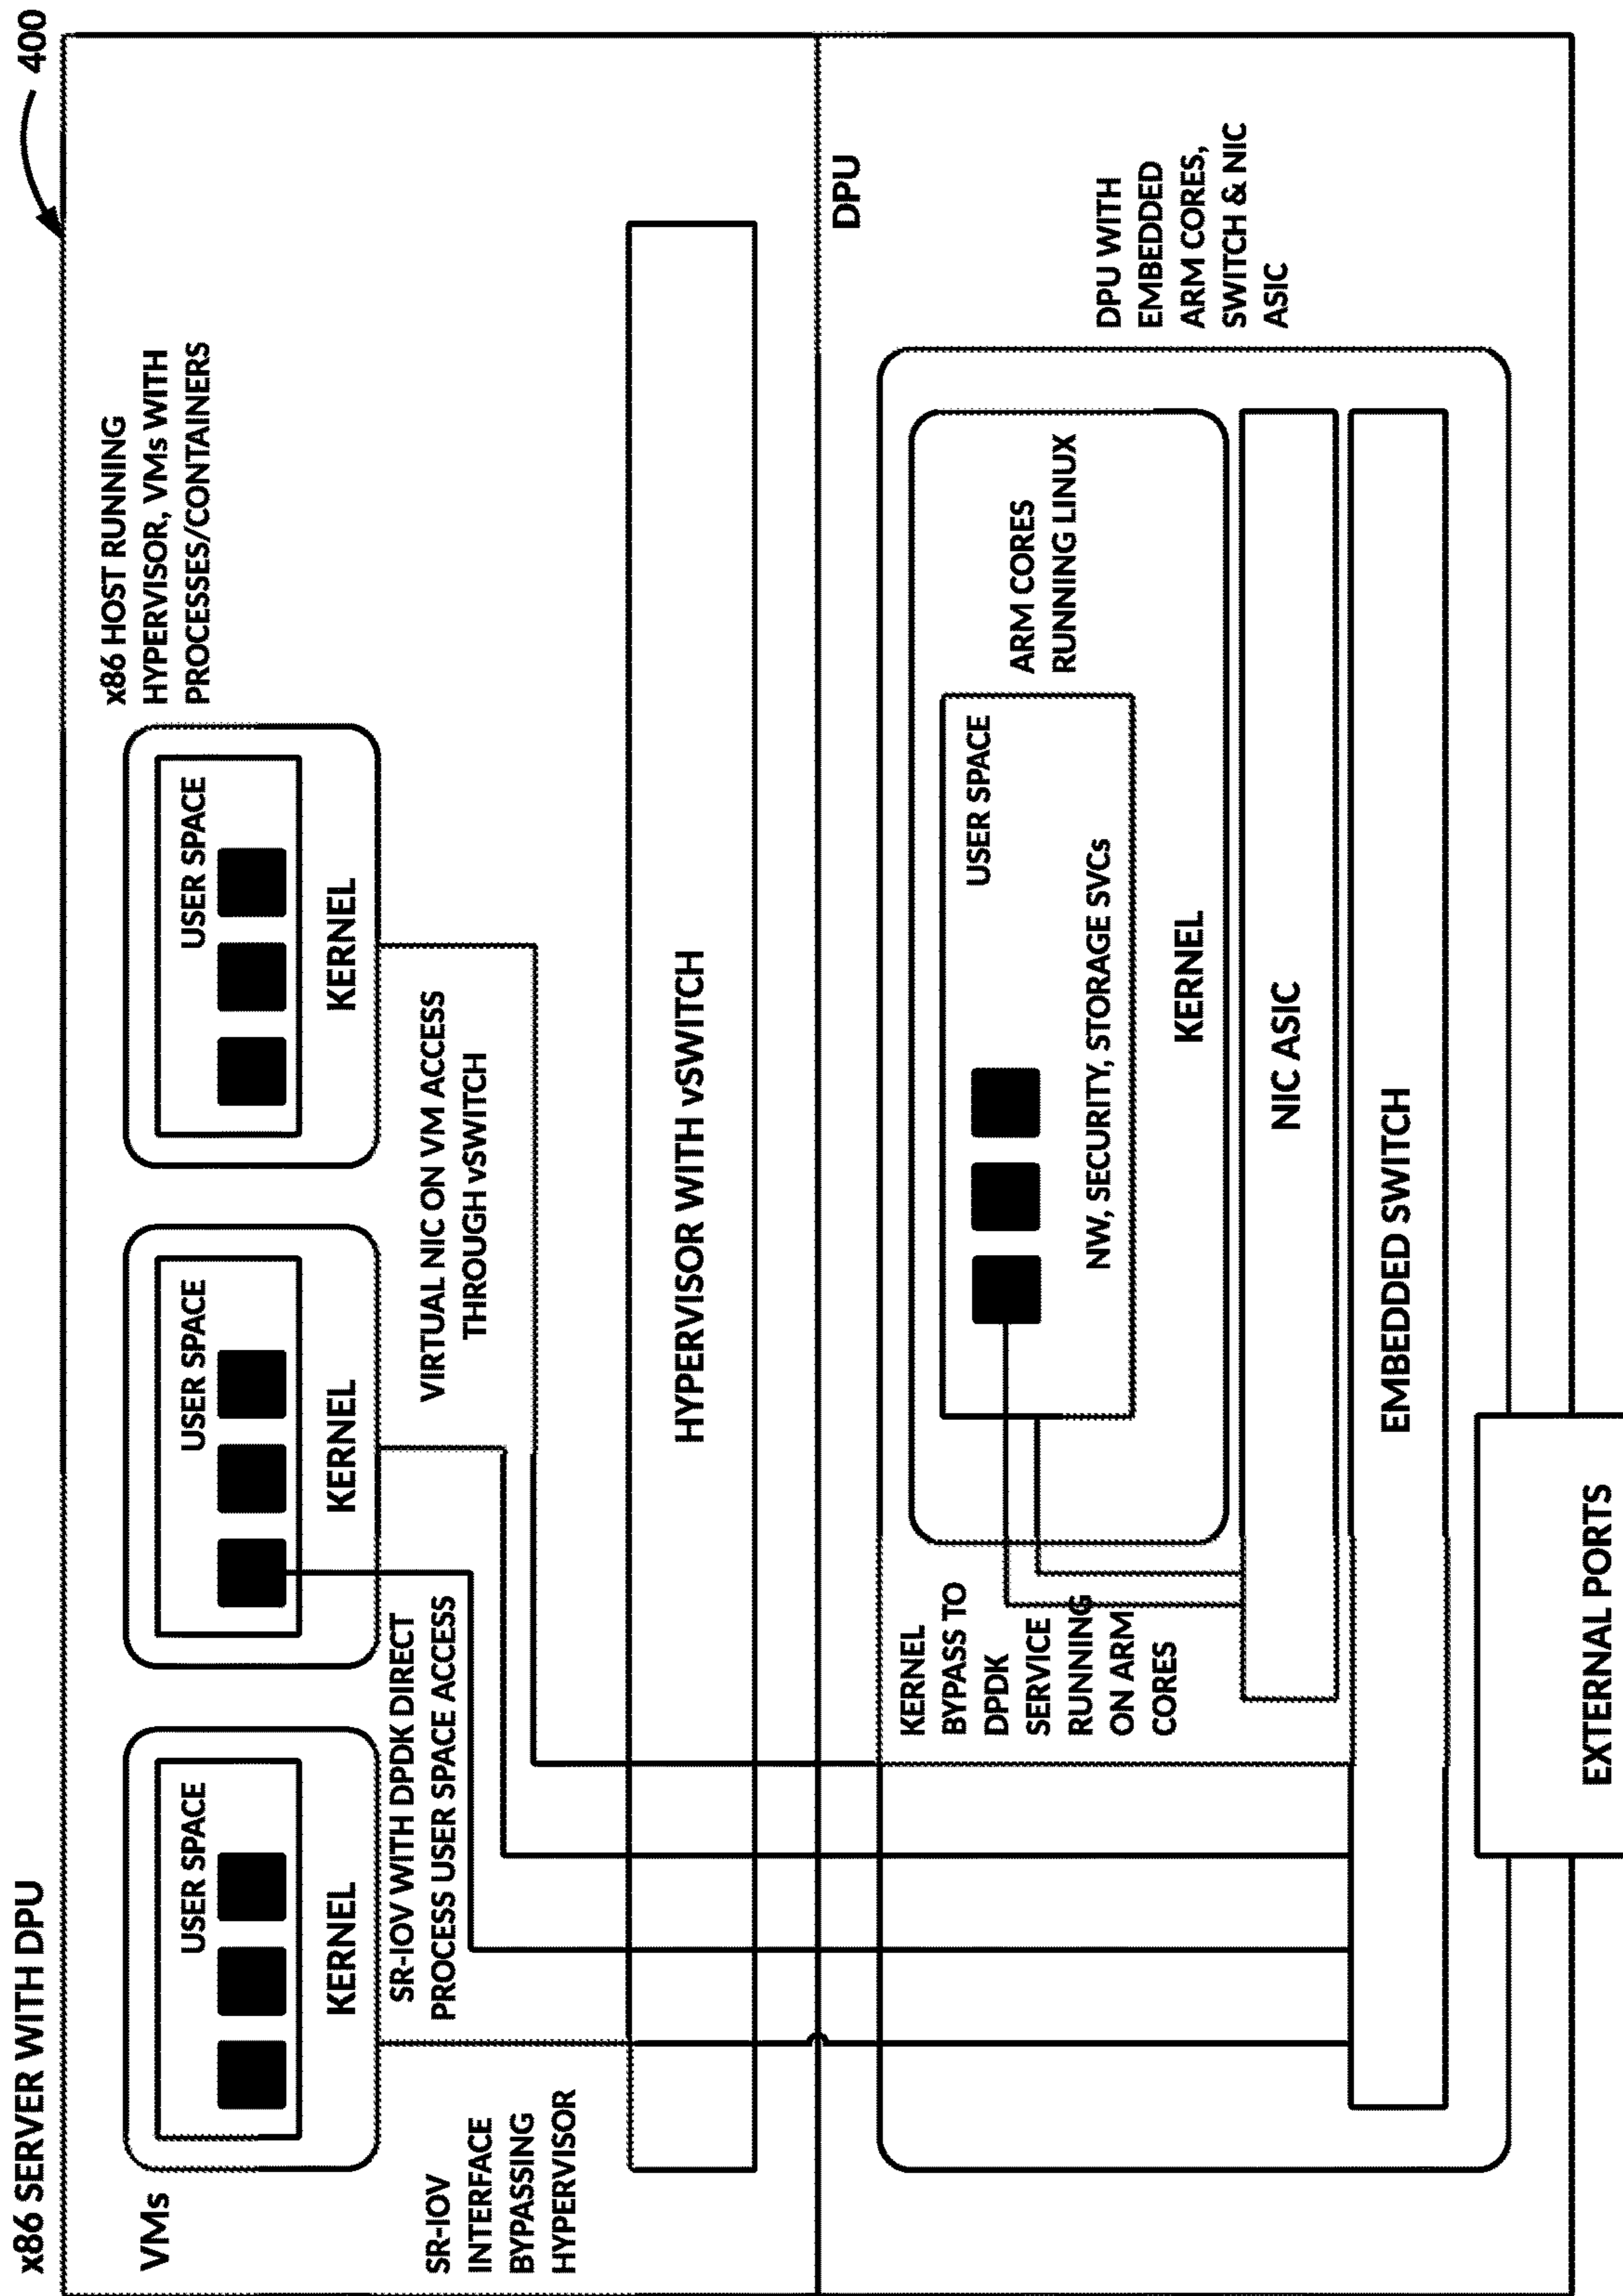 x86 SERVER WITH DPU
400
VMs
USER SPACE
KERNEL
USER SPACE
KERNEL
USER SPACE
KERNEL
x86 HOST RUNNING
HYPERVISOR, VMs WITH
PROCESSES/CONTAINERS
SR-IOV
INTERFACE
BYPASSING
HYPERVISOR
SR-IOV WITH DPDK DIRECT
PROCESS USER SPACE ACCESS
VIRTUAL NIC ON VM ACCESS
THROUGH vSWITCH
HYPERVISOR WITH vSWITCH
DPU
KERNEL
BYPASS TO
DPDK
SERVICE
RUNNING
ON ARM
CORES
USER SPACE
NW, SECURITY, STORAGE SVCs
KERNEL
ARM CORES
RUNNING LINUX
DPU WITH
EMBEDDED
ARM CORES,
SWITCH & NIC
ASIC
NIC ASIC
EMBEDDED SWITCH
EXTERNAL PORTS